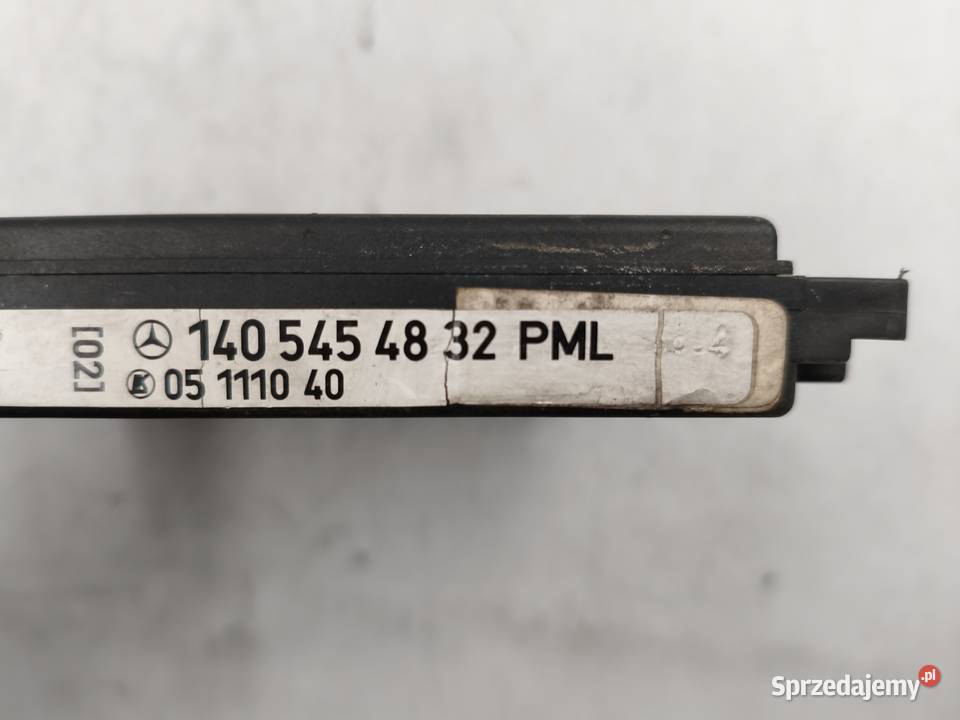 [02]
140 545 48 32 PML
05 1110 40
Sprzedajemy.pl